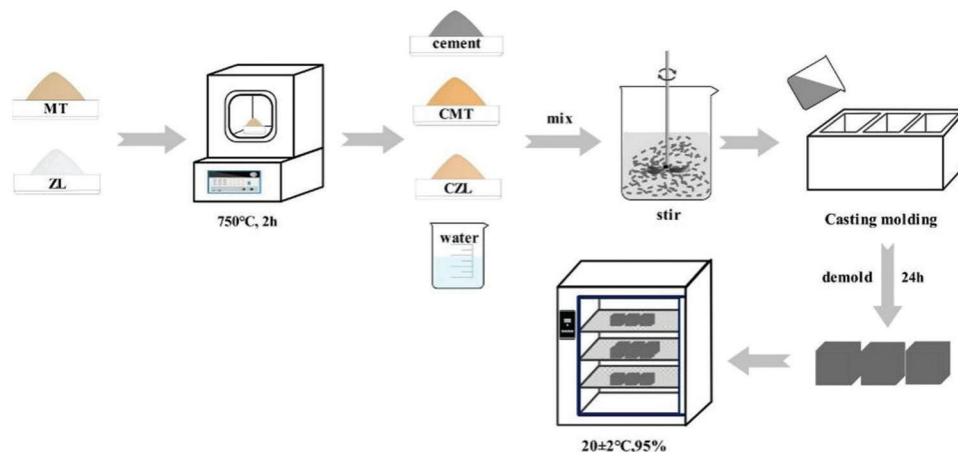 MT
ZL
750℃, 2h
cement
CMT
CZL
water
mix
stir
Casting molding
demold 24h
20±2℃,95%